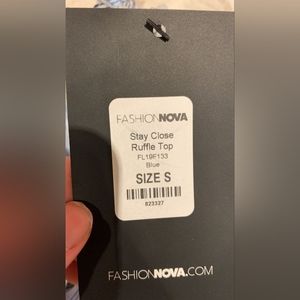 FASHIONNOVA
Stay Close
Ruffle Top
FL19F133
Blue
SIZE S
823327
FASHIONNOVA.COM